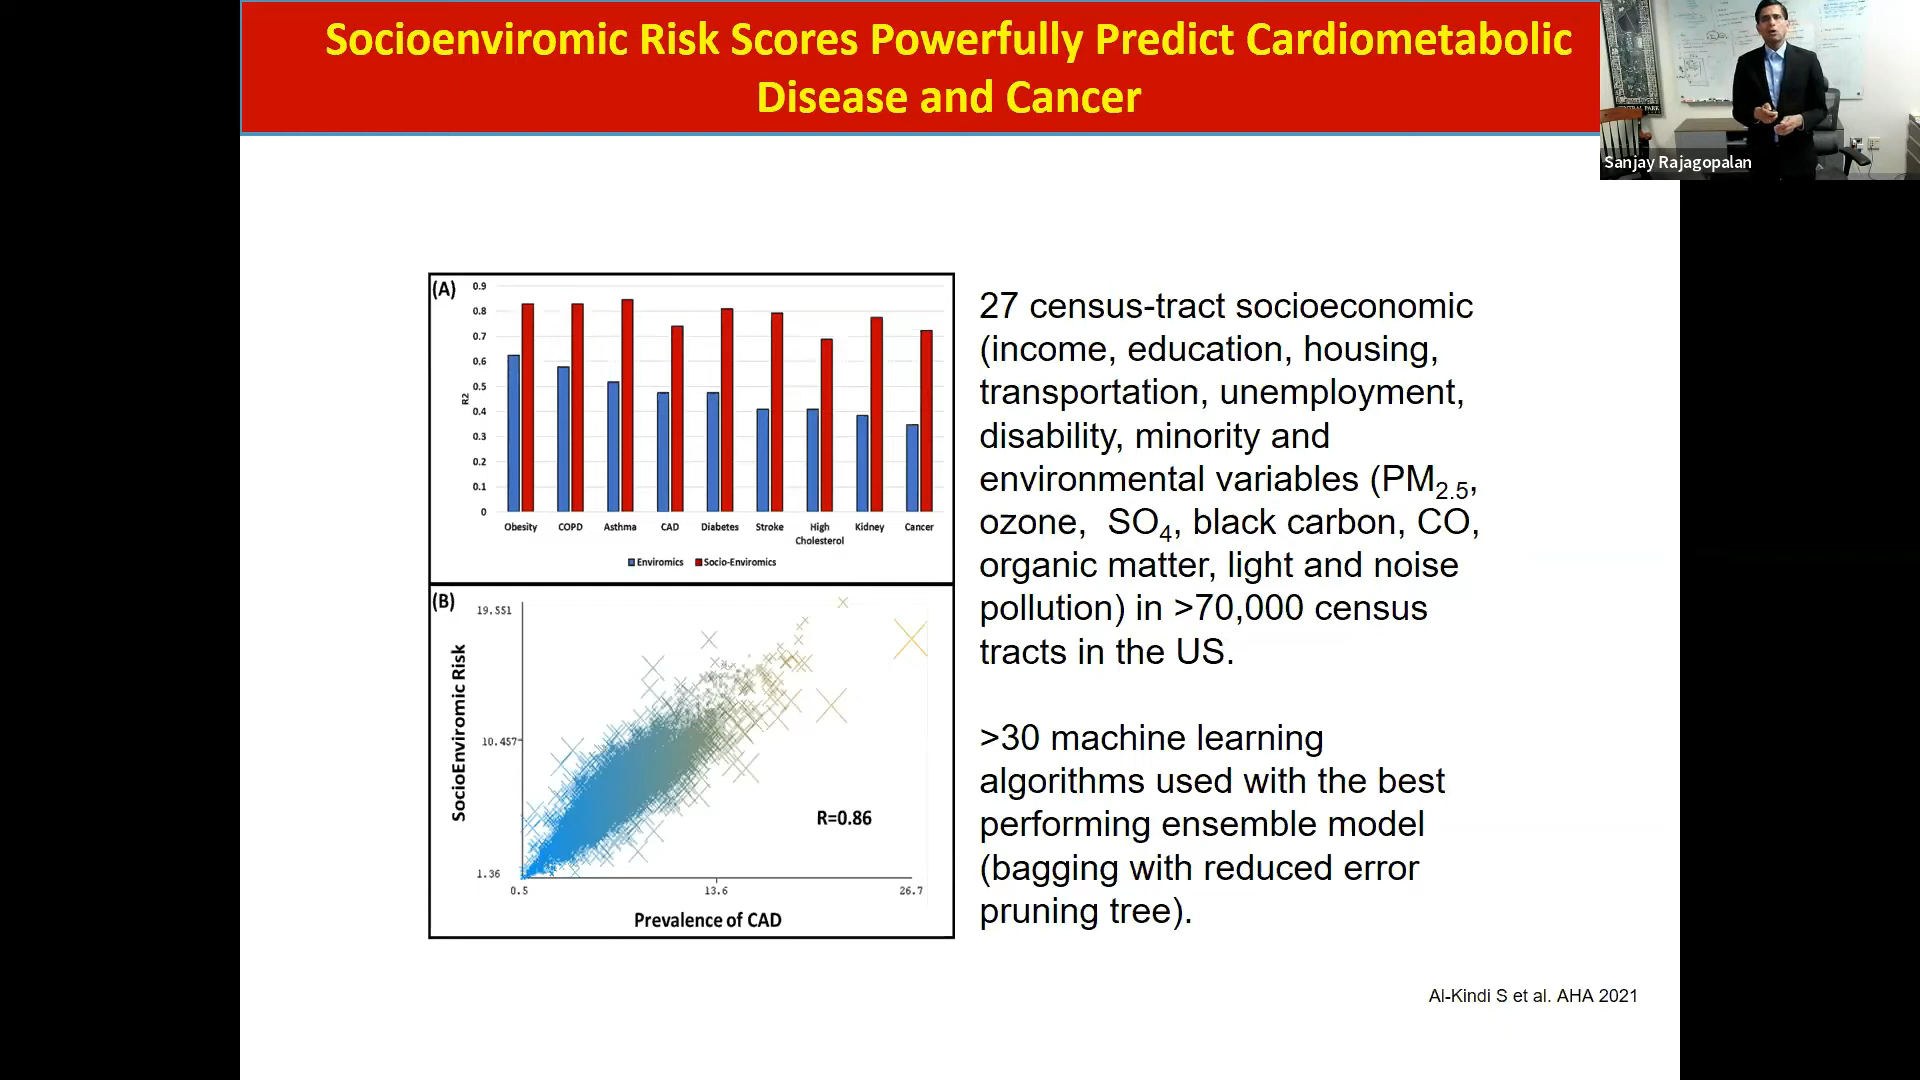 Socioenviromic Risk Scores Powerfully Predict Cardiometabolic
Disease and Cancer
Sanjay Rajagopalan
CENTRAL PARK
(A)
0.9
0.8
0.7
0.6
0.5
0.4
0.3
0.2
0.1
0
R2
Obesity COPD Asthma CAD Diabetes Stroke High Kidney Cancer
Cholesterol
Enviromics Socio-Enviromics
(B)
19.551
10.457
1.36
SocioEnviromic Risk
R=0.86
0.5 13.6 26.7
Prevalence of CAD
27 census-tract socioeconomic
(income, education, housing,
transportation, unemployment,
disability, minority and
environmental variables (PM2.5,
ozone, SO4, black carbon, CO,
organic matter, light and noise
pollution) in >70,000 census
tracts in the US.
>30 machine learning
algorithms used with the best
performing ensemble model
(bagging with reduced error
pruning tree).
Al-Kindi S et al. AHA 2021